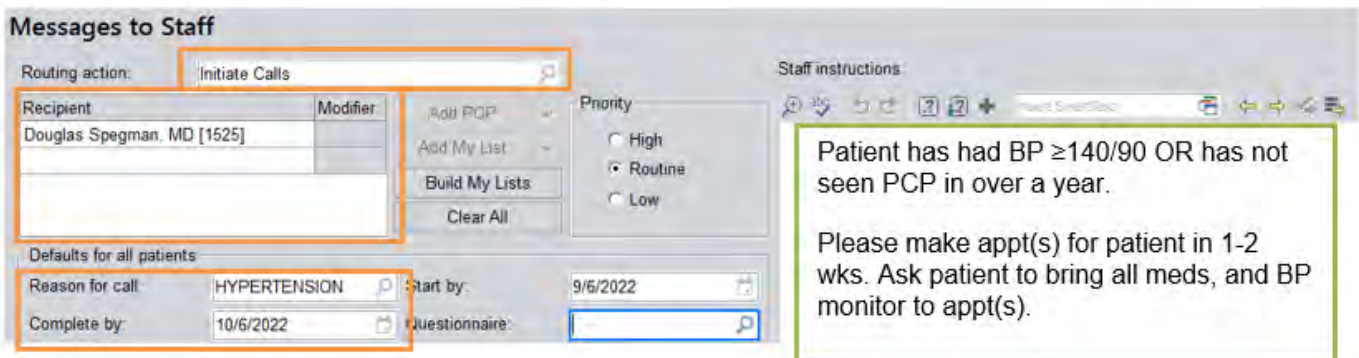 Messages to Staff
Routing action: Initiate Calls
Staff instructions
Recipient Modifier
Douglas Spegman, MD [1525]
Add PCP
Add My List
Build My Lists
Clear All
Priority
High
Routine
Low
Patient has had BP ≥140/90 OR has not
seen PCP in over a year.
Please make appt(s) for patient in 1-2
wks. Ask patient to bring all meds, and BP
monitor to appt(s).
Defaults for all patients
Reason for call: HYPERTENSION Start by: 9/6/2022
Complete by: 10/6/2022 Questionnaire: